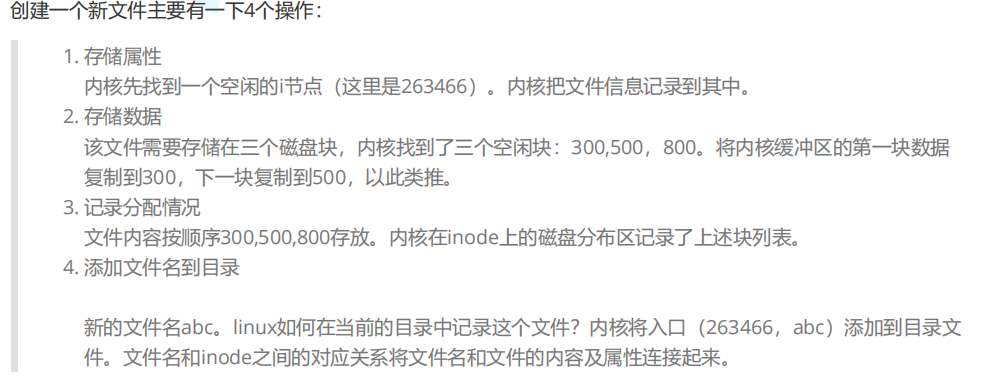 创建一个新文件主要有一下4个操作：
1. 存储属性
内核先找到一个空闲的i节点（这里是263466）。内核把文件信息记录到其中。
2. 存储数据
该文件需要存储在三个磁盘块，内核找到了三个空闲块：300,500，800。将内核缓冲区的第一块数据
复制到300，下一块复制到500，以此类推。
3. 记录分配情况
文件内容按顺序300,500,800存放。内核在inode上的磁盘分布区记录了上述块列表。
4. 添加文件名到目录
新的文件名abc。linux如何在当前的目录中记录这个文件？内核将入口（263466，abc）添加到目录文
件。文件名和inode之间的对应关系将文件名和文件的内容及属性连接起来。